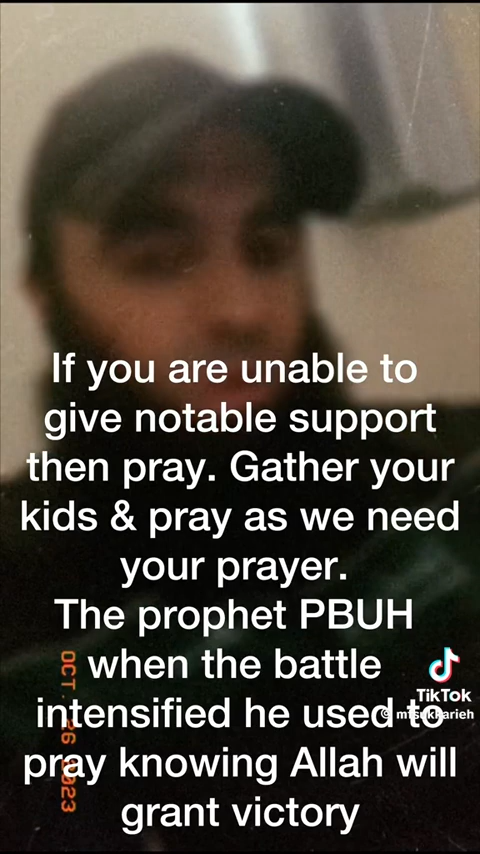 If you are unable to
give notable support
then pray. Gather your
kids & pray as we need
your prayer.
The prophet PBUH
when the battle
intensified he used to
pray knowing Allah will
grant victory
TikTok
OCT. 26 2023